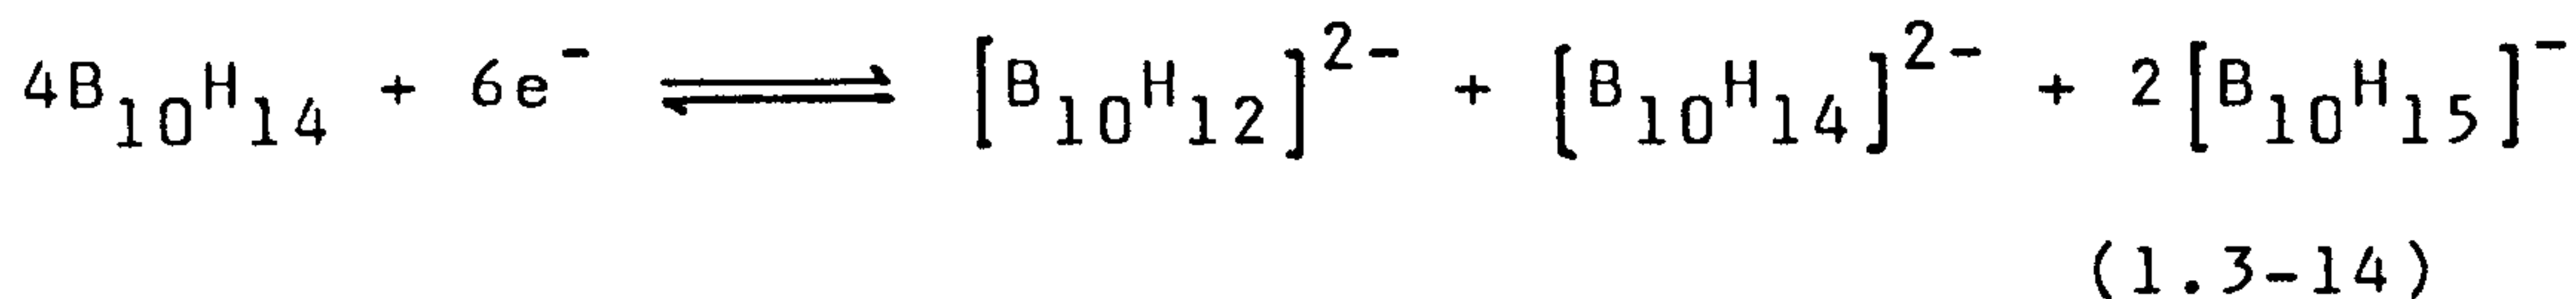 4B₁₀H₁₄ + 6e⁻ ⇌ [B₁₀H₁₂]²⁻ + [B₁₀H₁₄]²⁻ + 2[B₁₀H₁₅]⁻
(1.3-14)